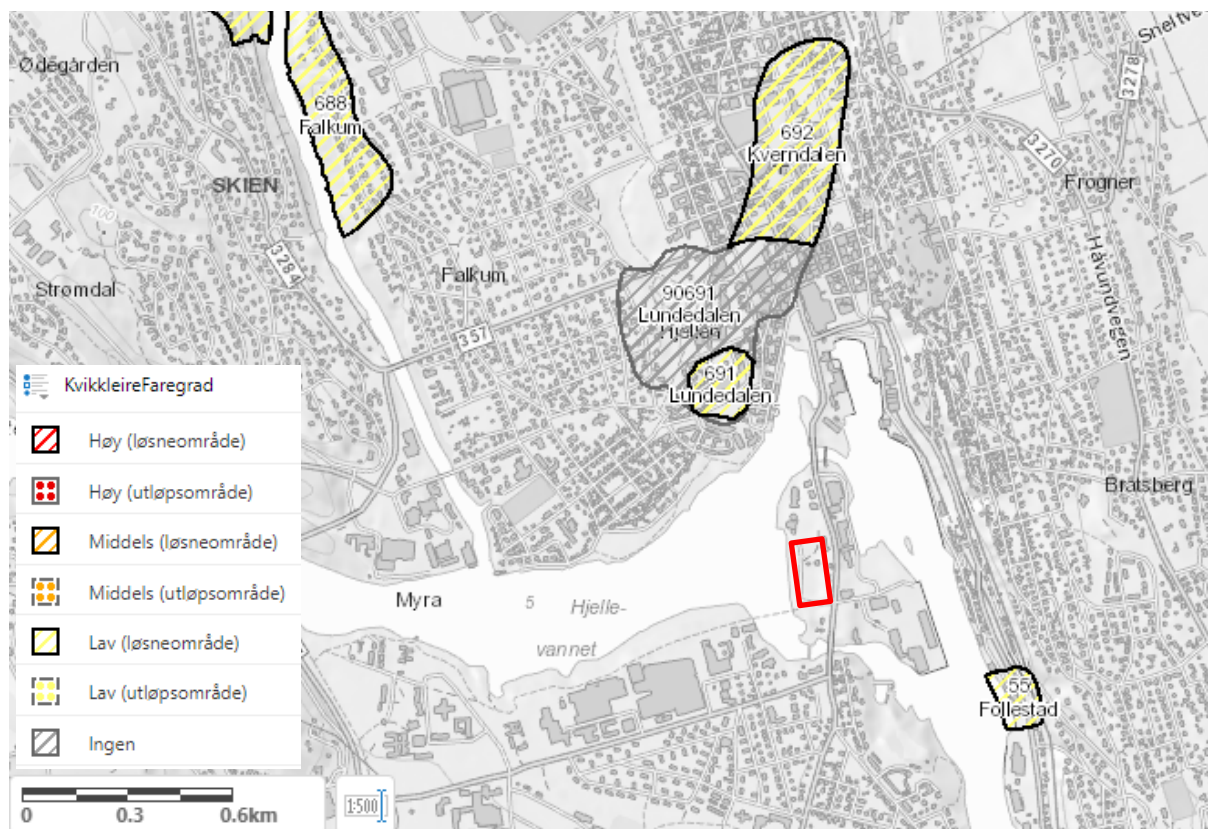 Ødegården
688
Falkum
SKIEN
100
3284
Strømdal
Falkum
357
692
Kverndalen
90691
Lundedalen
Hjellen
691
Lundedalen
3278
3270
Frogner
Håvundvegen
Bratsberg
Myra
5
Hjelle-
vannet
55
Follestad
KvikkleireFaregrad
Høy (løsneområde)
Høy (utløpsområde)
Middels (løsneområde)
Middels (utløpsområde)
Lav (løsneområde)
Lav (utløpsområde)
Ingen
0 0.3 0.6km
1:500